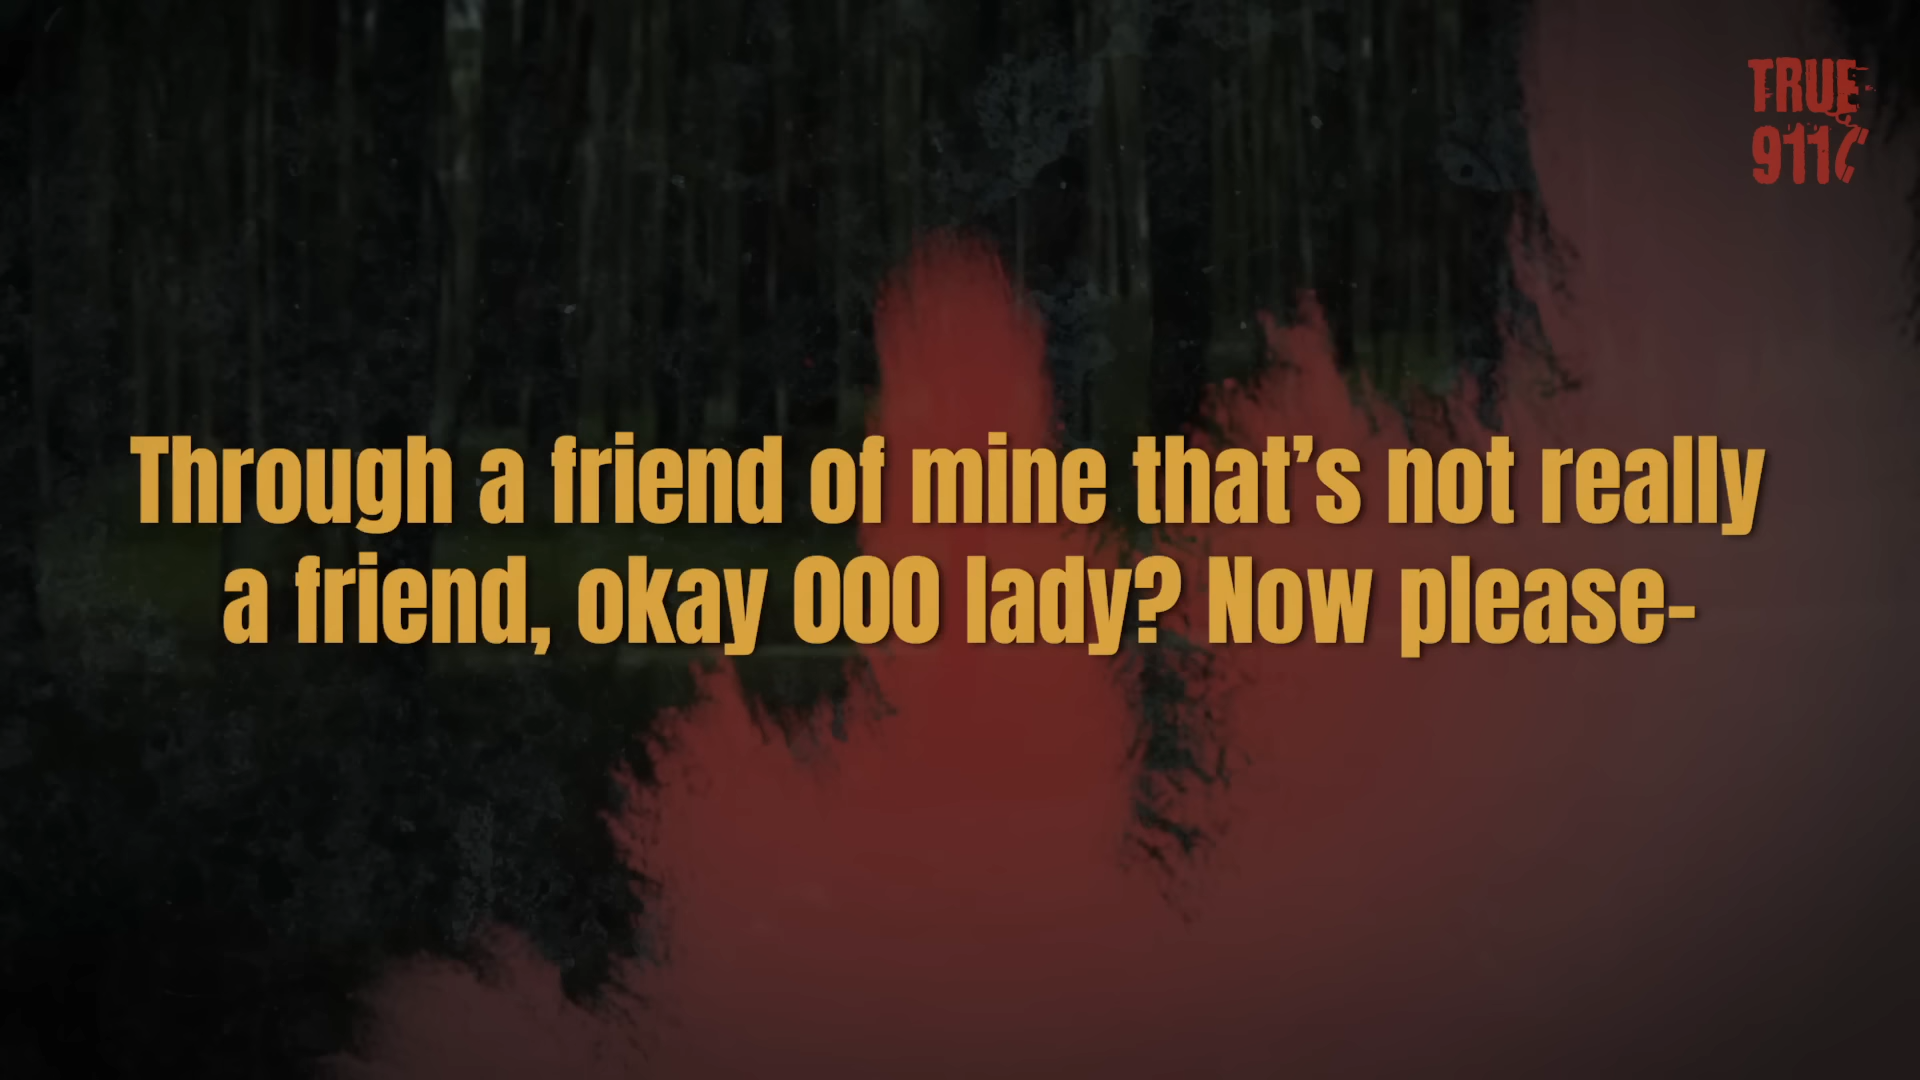 TRUE
911
Through a friend of mine that’s not really
a friend, okay 000 lady? Now please-